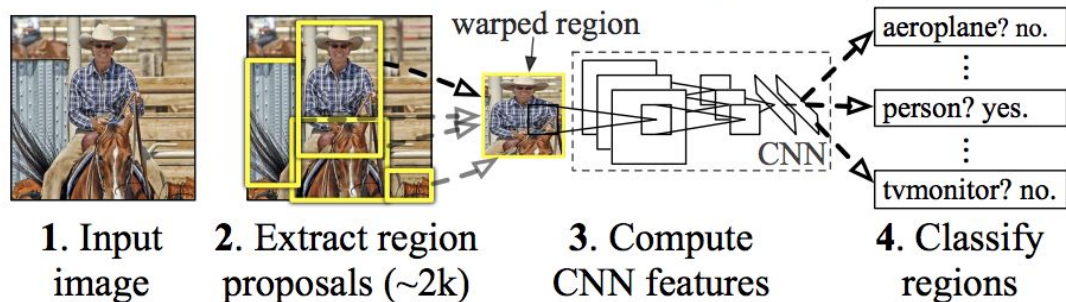 warped region
aeroplane? no.
person? yes.
CNN
tvmonitor? no.
1. Input
image
2. Extract region
proposals (~2k)
3. Compute
CNN features
4. Classify
regions